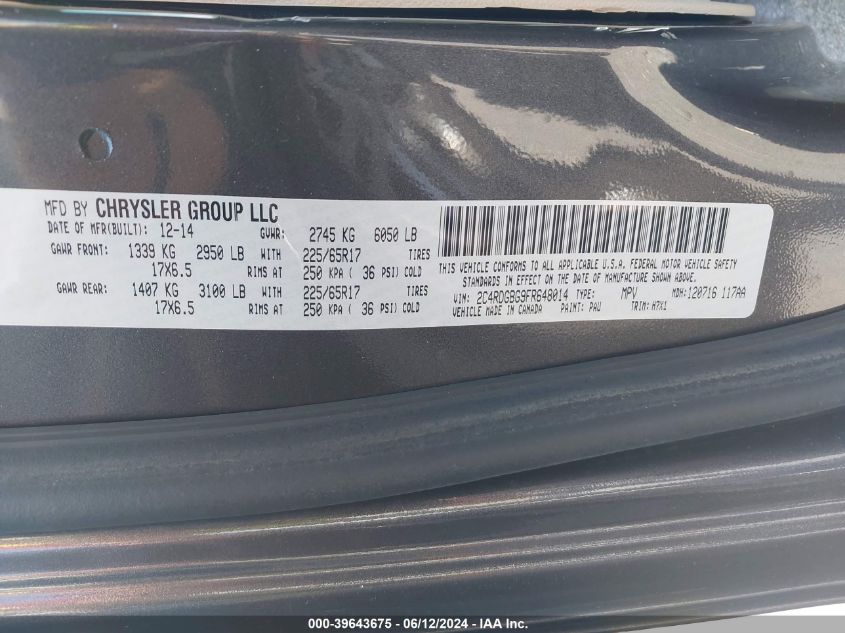 MFD BY CHRYSLER GROUP LLC
DATE OF MFR(BUILT): 12-14 GVWR: 2745 KG 6050 LB
GAWR FRONT: 1339 KG 2950 LB WITH 225/65R17 TIRES
17X6.5 RIMS AT 250 KPA ( 36 PSI) COLD
GAWR REAR: 1407 KG 3100 LB WITH 225/65R17 TIRES
17X6.5 RIMS AT 250 KPA ( 36 PSI) COLD
THIS VEHICLE CONFORMS TO ALL APPLICABLE U.S.A. FEDERAL MOTOR VEHICLE SAFETY
STANDARDS IN EFFECT ON THE DATE OF MANUFACTURE SHOWN ABOVE.
VIN: 2C4RDGBG9FR648014 TYPE: MPV MDH:120716 117AA
VEHICLE MADE IN CANADA PAINT: PAU TRIM: H7X1
000-39643675 - 06/12/2024 - IAA Inc.